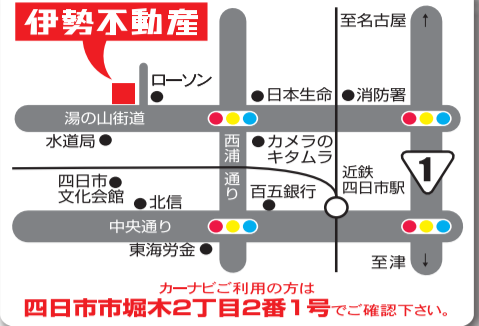 伊勢不動産
至名古屋
↑
ローソン
日本生命
消防署
湯の山街道
水道局
西浦通り
カメラの
キタムラ
1
近鉄
四日市駅
四日市
文化会館
北信
百五銀行
中央通り
東海労金
至津
↓
カーナビご利用の方は
四日市市堀木2丁目2番1号でご確認下さい。